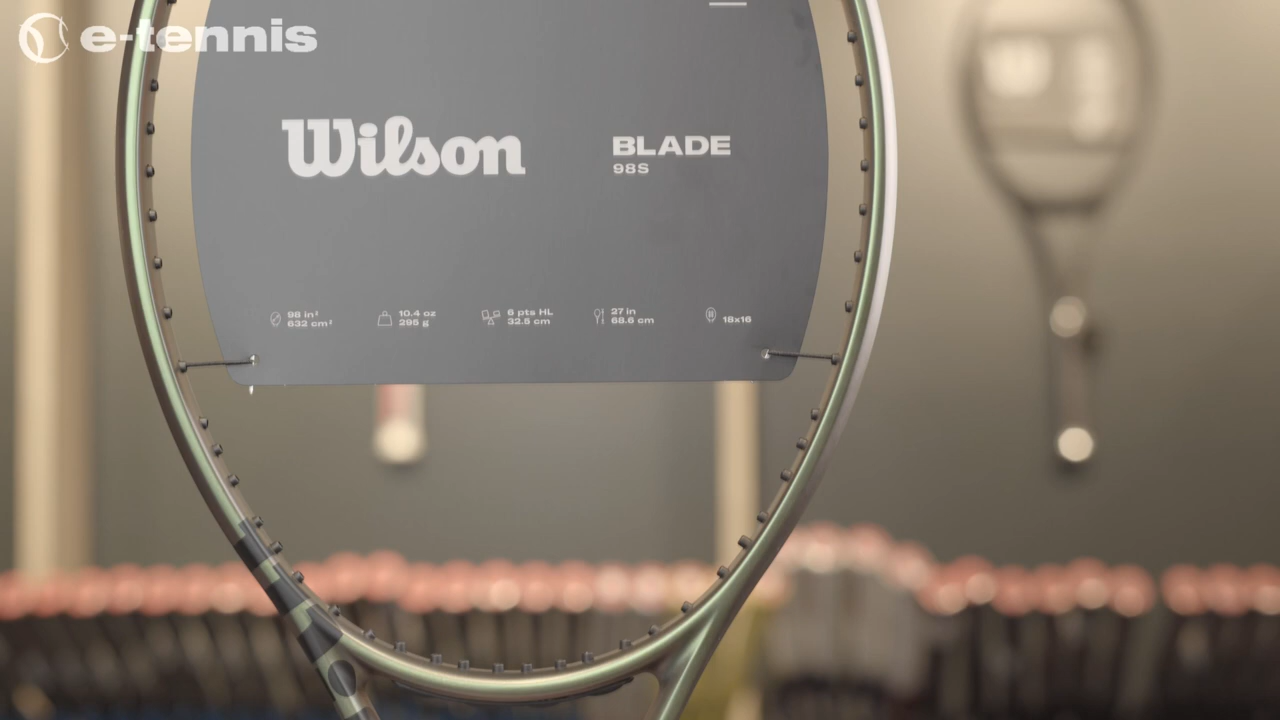 e-tennis
Wilson
BLADE
98S
98 in²
632 cm²
10.4 oz
295 g
6 pts HL
32.5 cm
27 in
68.6 cm
18x16